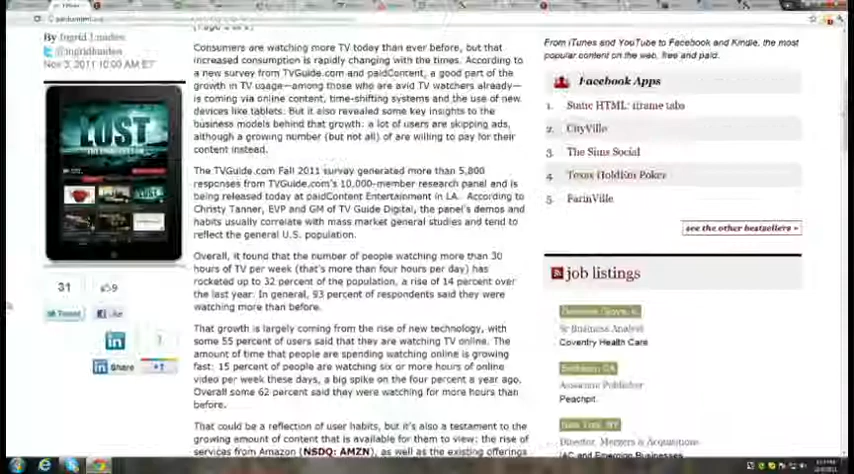 By Ingrid Lunden
@ingridlunden
Nov 3, 2011 10:00 AM ET
LOST
31
9
Tweet
Like
Share
+1
Consumers are watching more TV today than ever before, but that
increased consumption is rapidly changing with the times. According to
a new survey from TVGuide.com and paidContent, a good part of the
growth in TV usage—among those who are avid TV watchers already—
is coming via online content, time-shifting systems and the use of new
devices like tablets. But it also revealed some key insights to the
business models behind that growth: a lot of users are skipping ads,
although a growing number (but not all) of are willing to pay for their
content instead.
The TVGuide.com Fall 2011 survey generated more than 5,800
responses from TVGuide.com's 10,000-member research panel and is
being released today at paidContent Entertainment in LA. According to
Christy Tanner, EVP and GM of TV Guide Digital, the panel's demos and
habits usually correlate with mass market general studies and tend to
reflect the general U.S. population.
Overall, it found that the number of people watching more than 30
hours of TV per week (that's more than four hours per day) has
rocketed up to 32 percent of the population, a rise of 14 percent over
the last year. In general, 93 percent of respondents said they were
watching more than before.
That growth is largely coming from the rise of new technology, with
some 55 percent of users said that they are watching TV online. The
amount of time that people are spending watching online is growing
fast: 15 percent of people are watching six or more hours of online
video per week these days, a big spike on the four percent a year ago.
Overall some 62 percent said they were watching for more hours than
before.
That could be a reflection of user habits, but it's also a testament to the
growing amount of content that is available for them to view: the rise of
services from Amazon (NSDQ: AMZN), as well as the existing offerings
From iTunes and YouTube to Facebook and Kindle, the most
popular content on the web, free and paid.
Facebook Apps
1. Static HTML: iframe tabs
2. CityVille
3. The Sims Social
4. Texas HoldEm Poker
5. FarmVille
see the other bestsellers »
job listings
Sr Business Analyst
Coventry Health Care
Associate Publisher
Peachpit
New York, NY
Director, Mergers & Acquisitions
IAC and Emerging Businesses